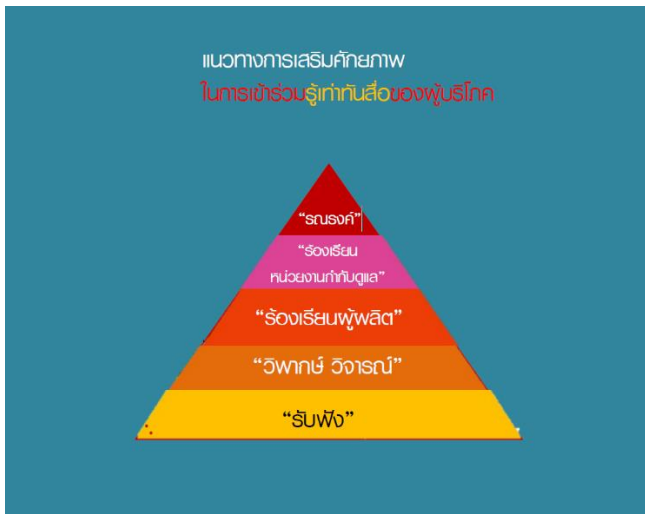 แนวทางการเสริมศักยภาพ
ในการเข้าร่วมรู้เท่าทันสื่อของผู้บริโภค
“รณรงค์”
“ร้องเรียน
หน่วยงานกำกับดูแล”
“ร้องเรียนผู้ผลิต”
“วิพากษ์ วิจารณ์”
“รับฟัง”